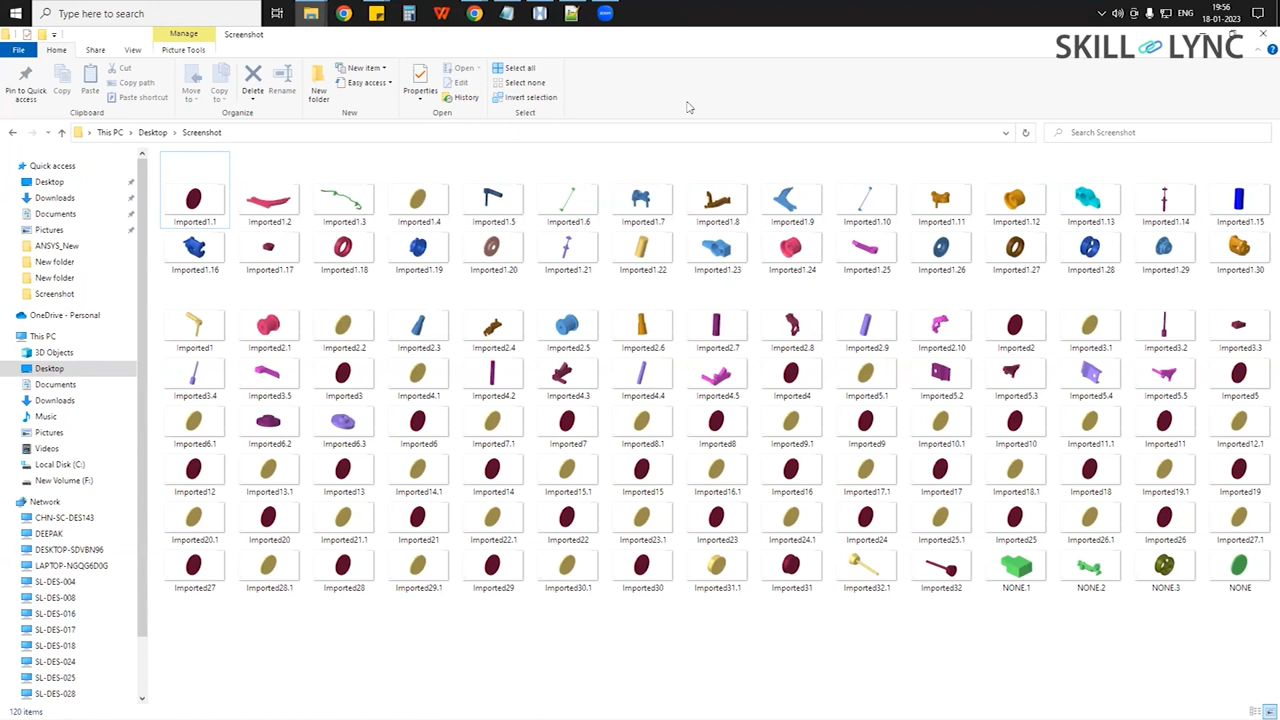 Type here to search
ENG
19:56
18-01-2023
Manage
Screenshot
File
Home
Share
View
Picture Tools
SKILL LYNC
Pin to Quick access
Copy
Paste
Cut
Copy path
Paste shortcut
Clipboard
Move to
Copy to
Delete
Rename
Organize
New folder
New item
Easy access
New
Properties
Open
Edit
History
Open
Select all
Select none
Invert selection
Select
This PC
Desktop
Screenshot
Search Screenshot
Quick access
Desktop
Downloads
Documents
Pictures
ANSYS_New
New folder
New folder
Screenshot
OneDrive - Personal
This PC
3D Objects
Desktop
Documents
Downloads
Music
Pictures
Videos
Local Disk (C:)
New Volume (F:)
Network
CHN-SC-DES143
DEEPAK
DESKTOP-SDVBN96
LAPTOP-NGQG6D0G
SL-DES-004
SL-DES-008
SL-DES-016
SL-DES-017
SL-DES-018
SL-DES-024
SL-DES-025
SL-DES-028
Imported1.1 Imported1.2 Imported1.3 Imported1.4 Imported1.5 Imported1.6 Imported1.7 Imported1.8 Imported1.9 Imported1.10 Imported1.11 Imported1.12 Imported1.13 Imported1.14 Imported1.15
Imported1.16 Imported1.17 Imported1.18 Imported1.19 Imported1.20 Imported1.21 Imported1.22 Imported1.23 Imported1.24 Imported1.25 Imported1.26 Imported1.27 Imported1.28 Imported1.29 Imported1.30
Imported1 Imported2.1 Imported2.2 Imported2.3 Imported2.4 Imported2.5 Imported2.6 Imported2.7 Imported2.8 Imported2.9 Imported2.10 Imported2 Imported3.1 Imported3.2 Imported3.3
Imported3.4 Imported3.5 Imported3 Imported4.1 Imported4.2 Imported4.3 Imported4.4 Imported4.5 Imported4 Imported5.1 Imported5.2 Imported5.3 Imported5.4 Imported5.5 Imported5
Imported6.1 Imported6.2 Imported6.3 Imported6 Imported7.1 Imported7 Imported8.1 Imported8 Imported9.1 Imported9 Imported10.1 Imported10 Imported11.1 Imported11 Imported12.1
Imported12 Imported13.1 Imported13 Imported14.1 Imported14 Imported15.1 Imported15 Imported16.1 Imported16 Imported17.1 Imported17 Imported18.1 Imported18 Imported19.1 Imported19
Imported20.1 Imported20 Imported21.1 Imported21 Imported22.1 Imported22 Imported23.1 Imported23 Imported24.1 Imported24 Imported25.1 Imported25 Imported26.1 Imported26 Imported27.1
Imported27 Imported28.1 Imported28 Imported29.1 Imported29 Imported30.1 Imported30 Imported31.1 Imported31 Imported32.1 Imported32 NONE.1 NONE.2 NONE.3 NONE
120 items